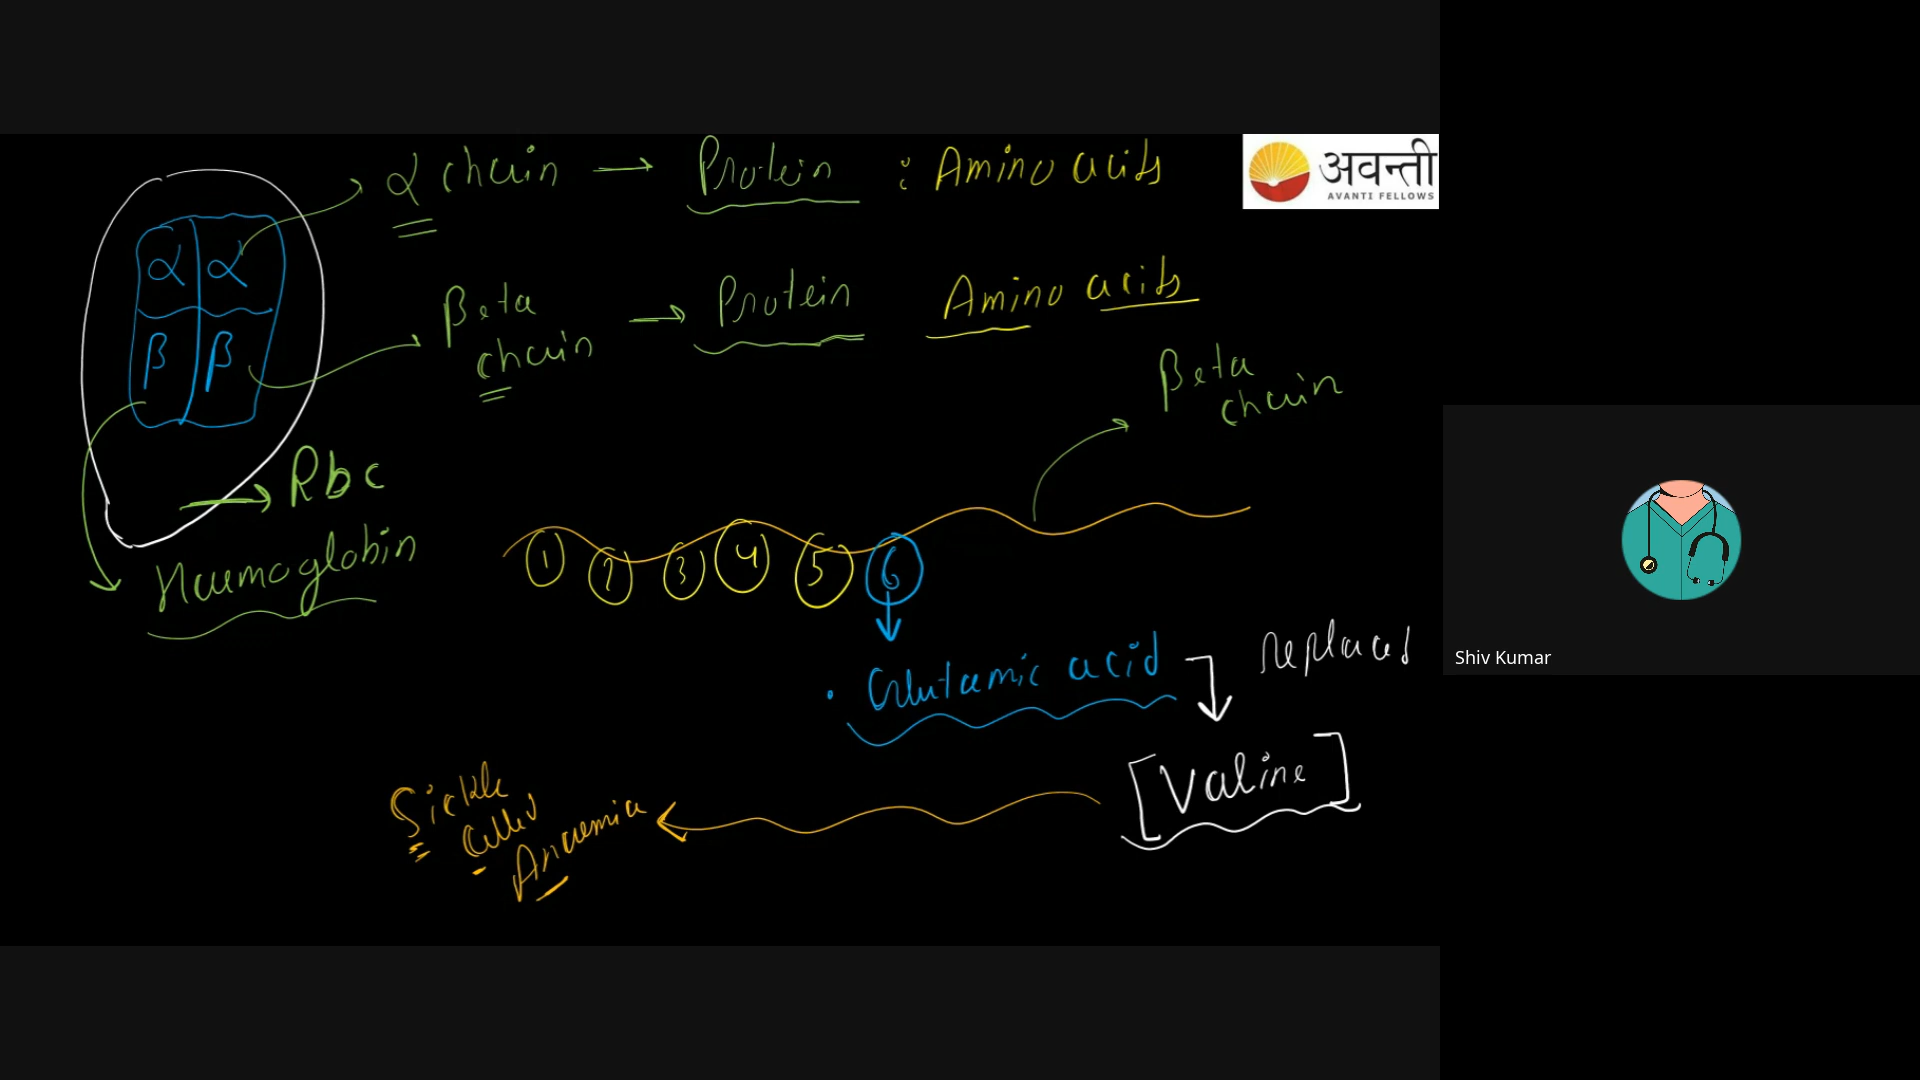 α chain → Protein : Amino acids
अवन्ती
AVANTI FELLOWS
α α
β β
Beta chain → Protein Amino acids
Beta
chain
→ Rbc
Haemoglobin
1 2 3 4 5 6
Glutamic acid
replaced
[Valine]
Sickle
Celled
Anaemia
Shiv Kumar